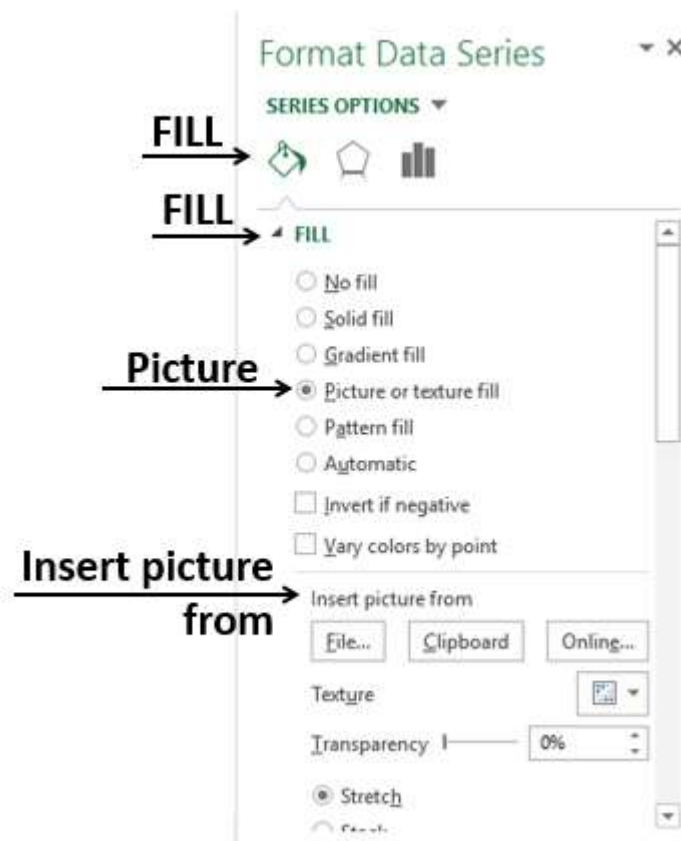 Format Data Series
SERIES OPTIONS
FILL
FILL
FILL
No fill
Solid fill
Gradient fill
Picture
Picture or texture fill
Pattern fill
Automatic
Invert if negative
Vary colors by point
Insert picture
from
Insert picture from
File... Clipboard Online...
Texture
Transparency 0%
Stretch